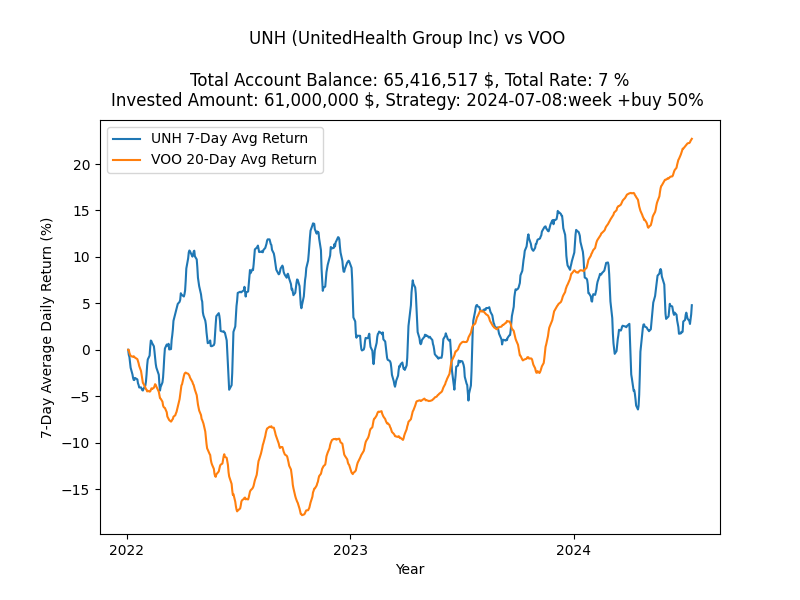 UNH (UnitedHealth Group Inc) vs VOO
Total Account Balance: 65,416,517 $, Total Rate: 7 %
Invested Amount: 61,000,000 $, Strategy: 2024-07-08:week +buy 50%
UNH 7-Day Avg Return
VOO 20-Day Avg Return
7-Day Average Daily Return (%)
20
15
10
5
0
−5
−10
−15
2022
2023
2024
Year